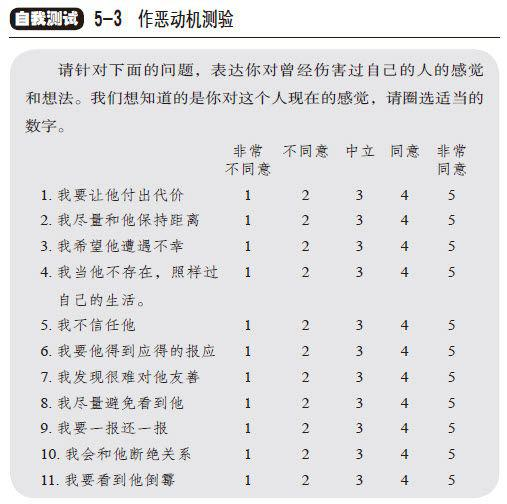 自我测试 5-3 作恶动机测验
请针对下面的问题，表达你对曾经伤害过自己的人的感觉
和想法。我们想知道的是你对这个人现在的感觉，请圈选适当的
数字。
非常 不同意 中立 同意 非常
不同意 同意
1. 我要让他付出代价 1 2 3 4 5
2. 我尽量和他保持距离 1 2 3 4 5
3. 我希望他遭遇不幸 1 2 3 4 5
4. 我当他不存在，照样过 1 2 3 4 5
自己的生活。
5. 我不信任他 1 2 3 4 5
6. 我要他得到应得的报应 1 2 3 4 5
7. 我发现很难对他友善 1 2 3 4 5
8. 我尽量避免看到他 1 2 3 4 5
9. 我要一报还一报 1 2 3 4 5
10. 我会和他断绝关系 1 2 3 4 5
11. 我要看到他倒霉 1 2 3 4 5